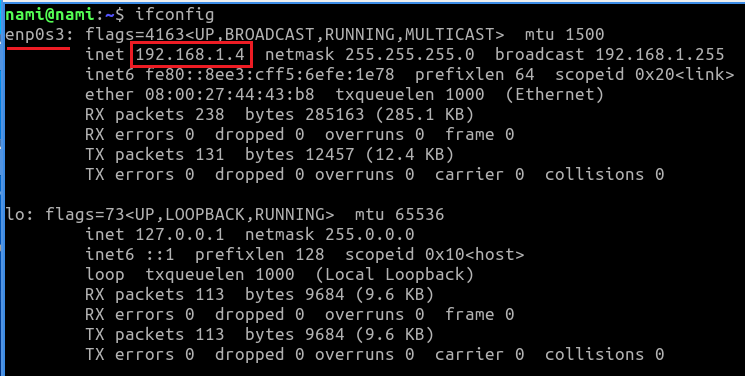 nami@nami:~$ ifconfig
enp0s3: flags=4163<UP,BROADCAST,RUNNING,MULTICAST>  mtu 1500
        inet 192.168.1.4  netmask 255.255.255.0  broadcast 192.168.1.255
        inet6 fe80::8ee3:cff5:6efe:1e78  prefixlen 64  scopeid 0x20<link>
        ether 08:00:27:44:43:b8  txqueuelen 1000  (Ethernet)
        RX packets 238  bytes 285163 (285.1 KB)
        RX errors 0  dropped 0  overruns 0  frame 0
        TX packets 131  bytes 12457 (12.4 KB)
        TX errors 0  dropped 0 overruns 0  carrier 0  collisions 0

lo: flags=73<UP,LOOPBACK,RUNNING>  mtu 65536
        inet 127.0.0.1  netmask 255.0.0.0
        inet6 ::1  prefixlen 128  scopeid 0x10<host>
        loop  txqueuelen 1000  (Local Loopback)
        RX packets 113  bytes 9684 (9.6 KB)
        RX errors 0  dropped 0  overruns 0  frame 0
        TX packets 113  bytes 9684 (9.6 KB)
        TX errors 0  dropped 0 overruns 0  carrier 0  collisions 0